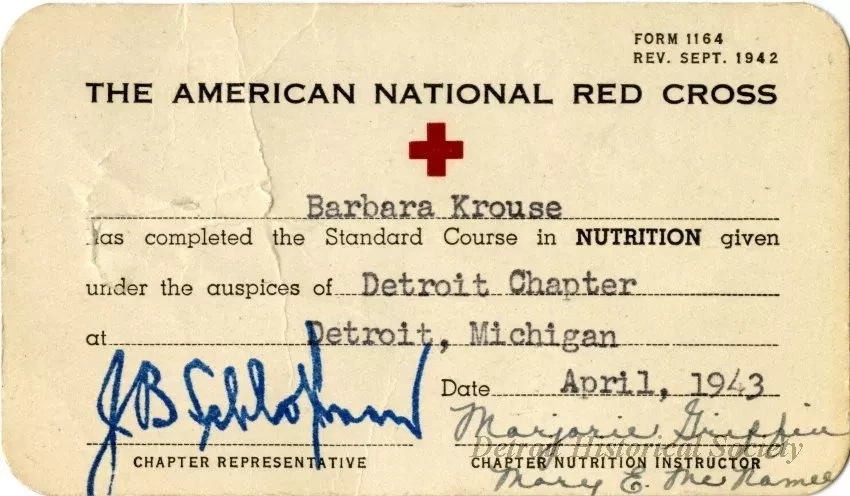 FORM 1164
REV. SEPT. 1942
THE AMERICAN NATIONAL RED CROSS
Barbara Krouse
has completed the Standard Course in NUTRITION given
under the auspices of Detroit Chapter
at Detroit, Michigan
Date April, 1943
J B
Marjorie Griffin
CHAPTER REPRESENTATIVE
CHAPTER NUTRITION INSTRUCTOR
Mary E. McNamee
Detroit Historical Society